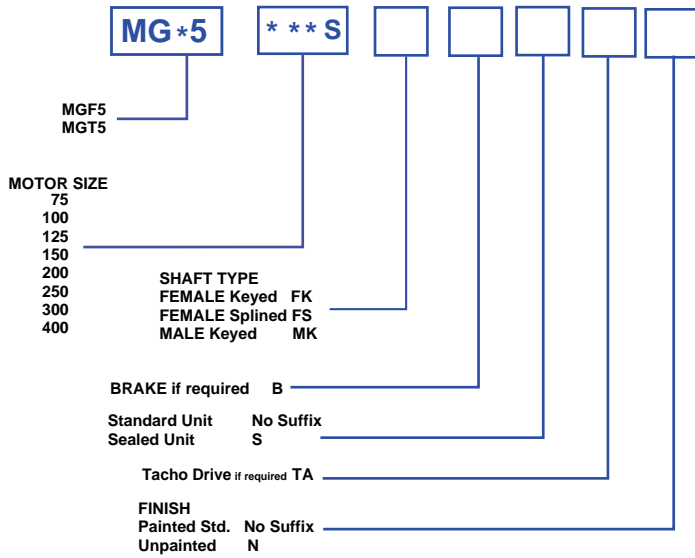 MG*5 ***S
MGF5
MGT5
MOTOR SIZE
75
100
125
150
200
250
300
400
SHAFT TYPE
FEMALE Keyed FK
FEMALE Splined FS
MALE Keyed MK
BRAKE if required B
Standard Unit No Suffix
Sealed Unit S
Tacho Drive if required TA
FINISH
Painted Std. No Suffix
Unpainted N